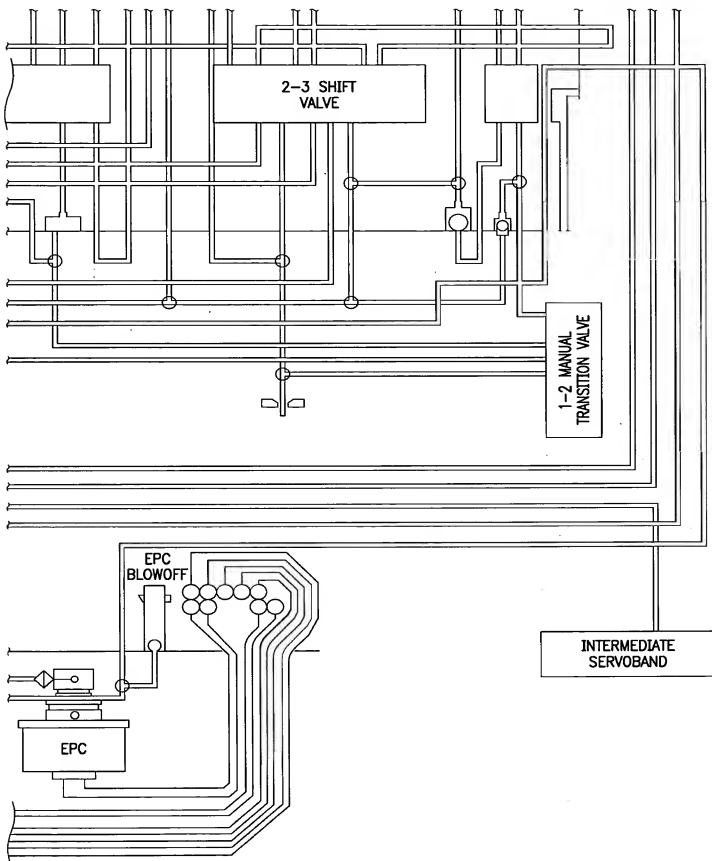 2-3 SHIFT
VALVE
1-2 MANUAL
TRANSITION VALVE
EPC
BLOWOFF
INTERMEDIATE
SERVOBAND
EPC